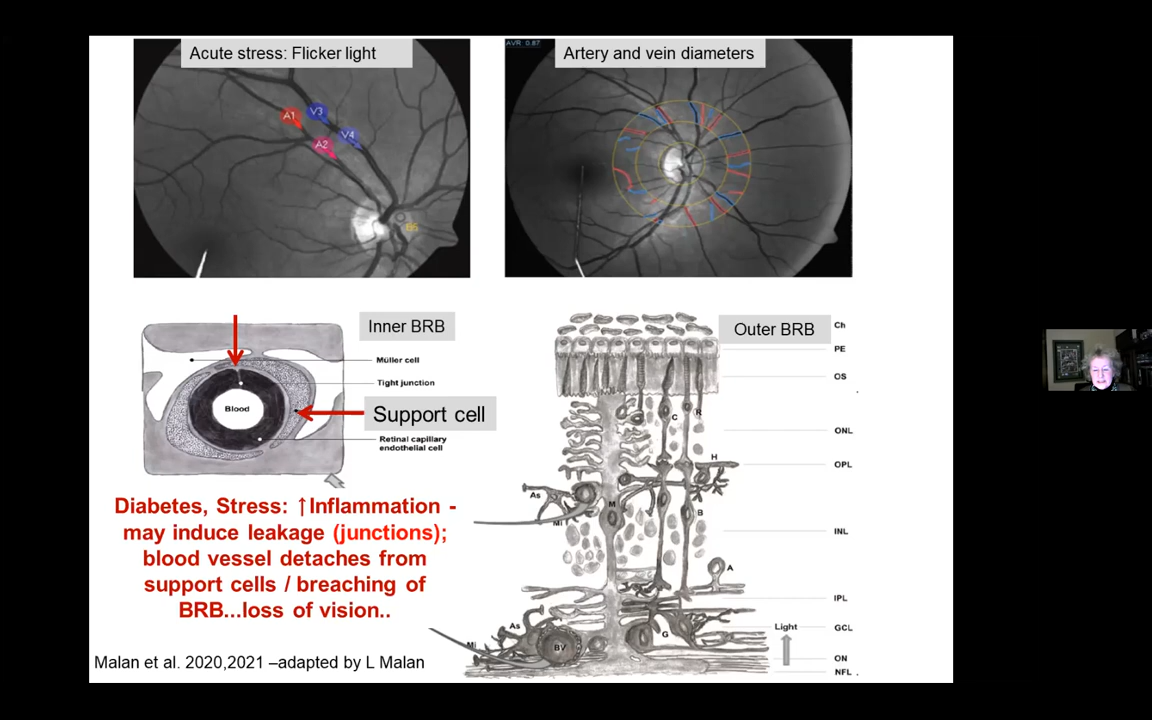 Acute stress: Flicker light
Artery and vein diameters
AVR 0.87
A1
V3
V4
A2
Inner BRB
Müller cell
Tight junction
Blood
Support cell
Retinal capillary
endothelial cell
Outer BRB
Ch
PE
OS
ONL
OPL
INL
IPL
GCL
ON
NFL
C
R
H
As
M
Mi
B
A
As
G
Mi
BV
Light
Diabetes, Stress: ↑Inflammation -
may induce leakage (junctions);
blood vessel detaches from
support cells / breaching of
BRB...loss of vision..
Malan et al. 2020,2021 –adapted by L Malan